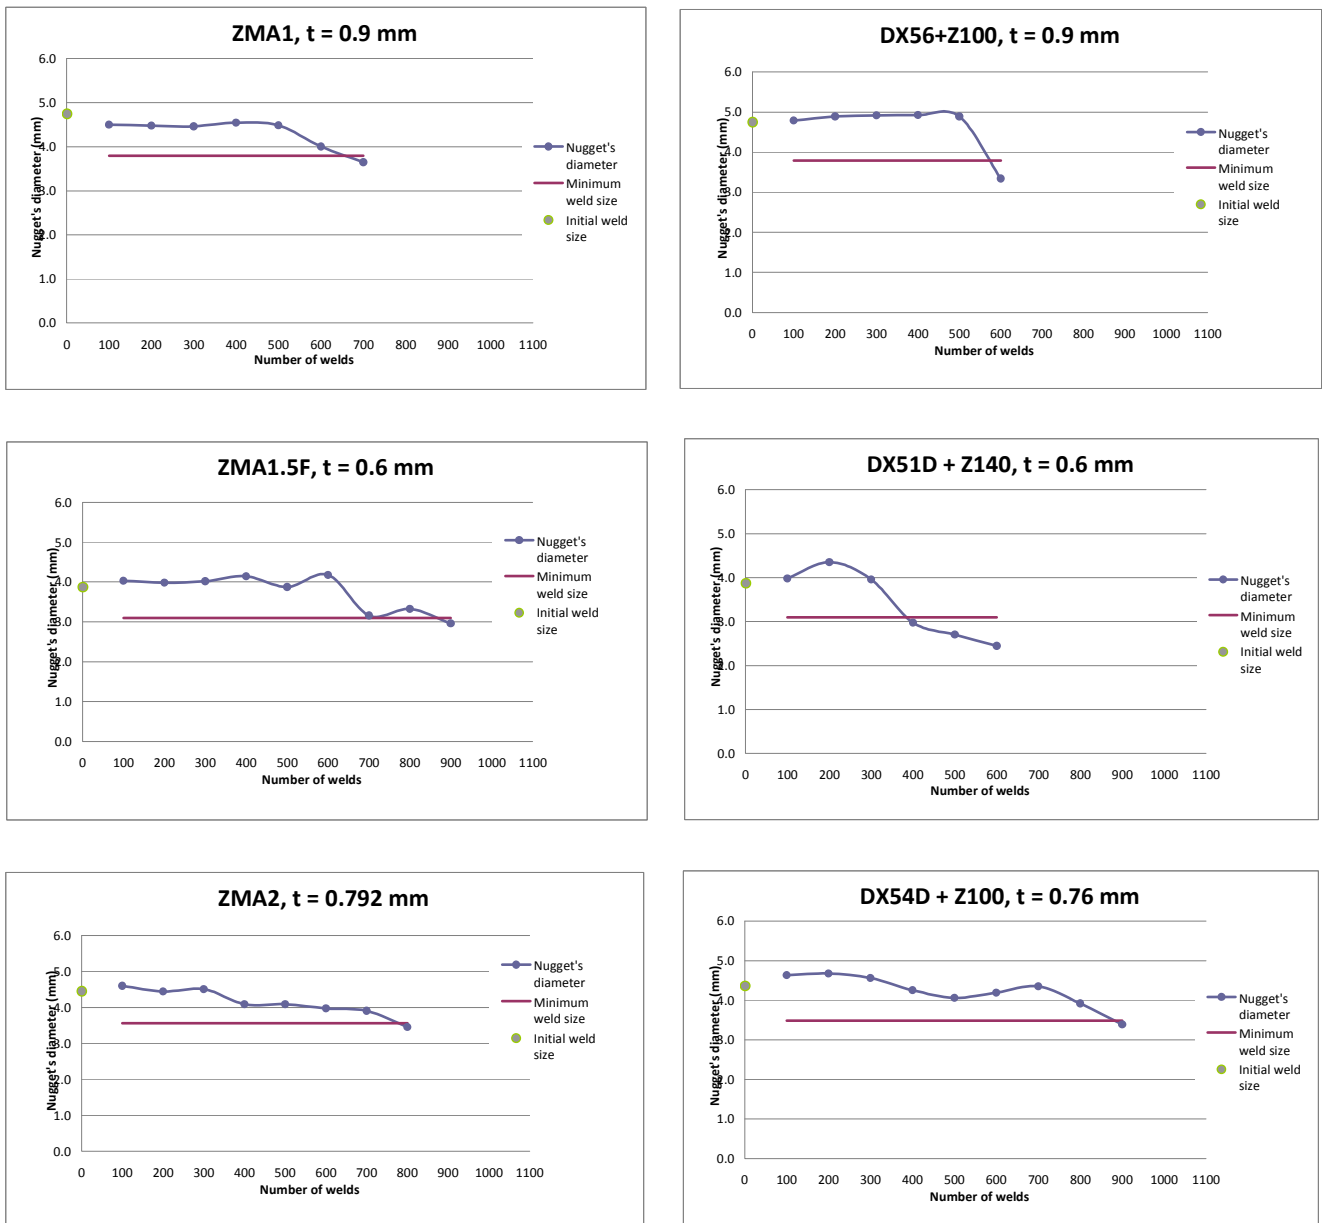 ZMA1, t = 0.9 mm
6.0
5.0
4.0
3.0
2.0
1.0
0.0
Nugget's diameter (mm)
0 100 200 300 400 500 600 700 800 900 1000 1100
Number of welds
Nugget's
diameter
Minimum
weld size
Initial weld
size
DX56+Z100, t = 0.9 mm
6.0
5.0
4.0
3.0
2.0
1.0
0.0
Nugget's diameter (mm)
0 100 200 300 400 500 600 700 800 900 1000 1100
Number of welds
Nugget's
diameter
Minimum
weld size
Initial weld
size
ZMA1.5F, t = 0.6 mm
6.0
5.0
4.0
3.0
2.0
1.0
0.0
Nugget's diameter (mm)
0 100 200 300 400 500 600 700 800 900 1000 1100
Number of welds
Nugget's
diameter
Minimum
weld size
Initial weld
size
DX51D + Z140, t = 0.6 mm
6.0
5.0
4.0
3.0
2.0
1.0
0.0
Nugget's diameter (mm)
0 100 200 300 400 500 600 700 800 900 1000 1100
Number of welds
Nugget's
diameter
Minimum
weld size
Initial weld
size
ZMA2, t = 0.792 mm
6.0
5.0
4.0
3.0
2.0
1.0
0.0
Nugget's diameter (mm)
0 100 200 300 400 500 600 700 800 900 1000 1100
Number of welds
Nugget's
diameter
Minimum
weld size
Initial weld
size
DX54D + Z100, t = 0.76 mm
6.0
5.0
4.0
3.0
2.0
1.0
0.0
Nugget's diameter (mm)
0 100 200 300 400 500 600 700 800 900 1000 1100
Number of welds
Nugget's
diameter
Minimum
weld size
Initial weld
size